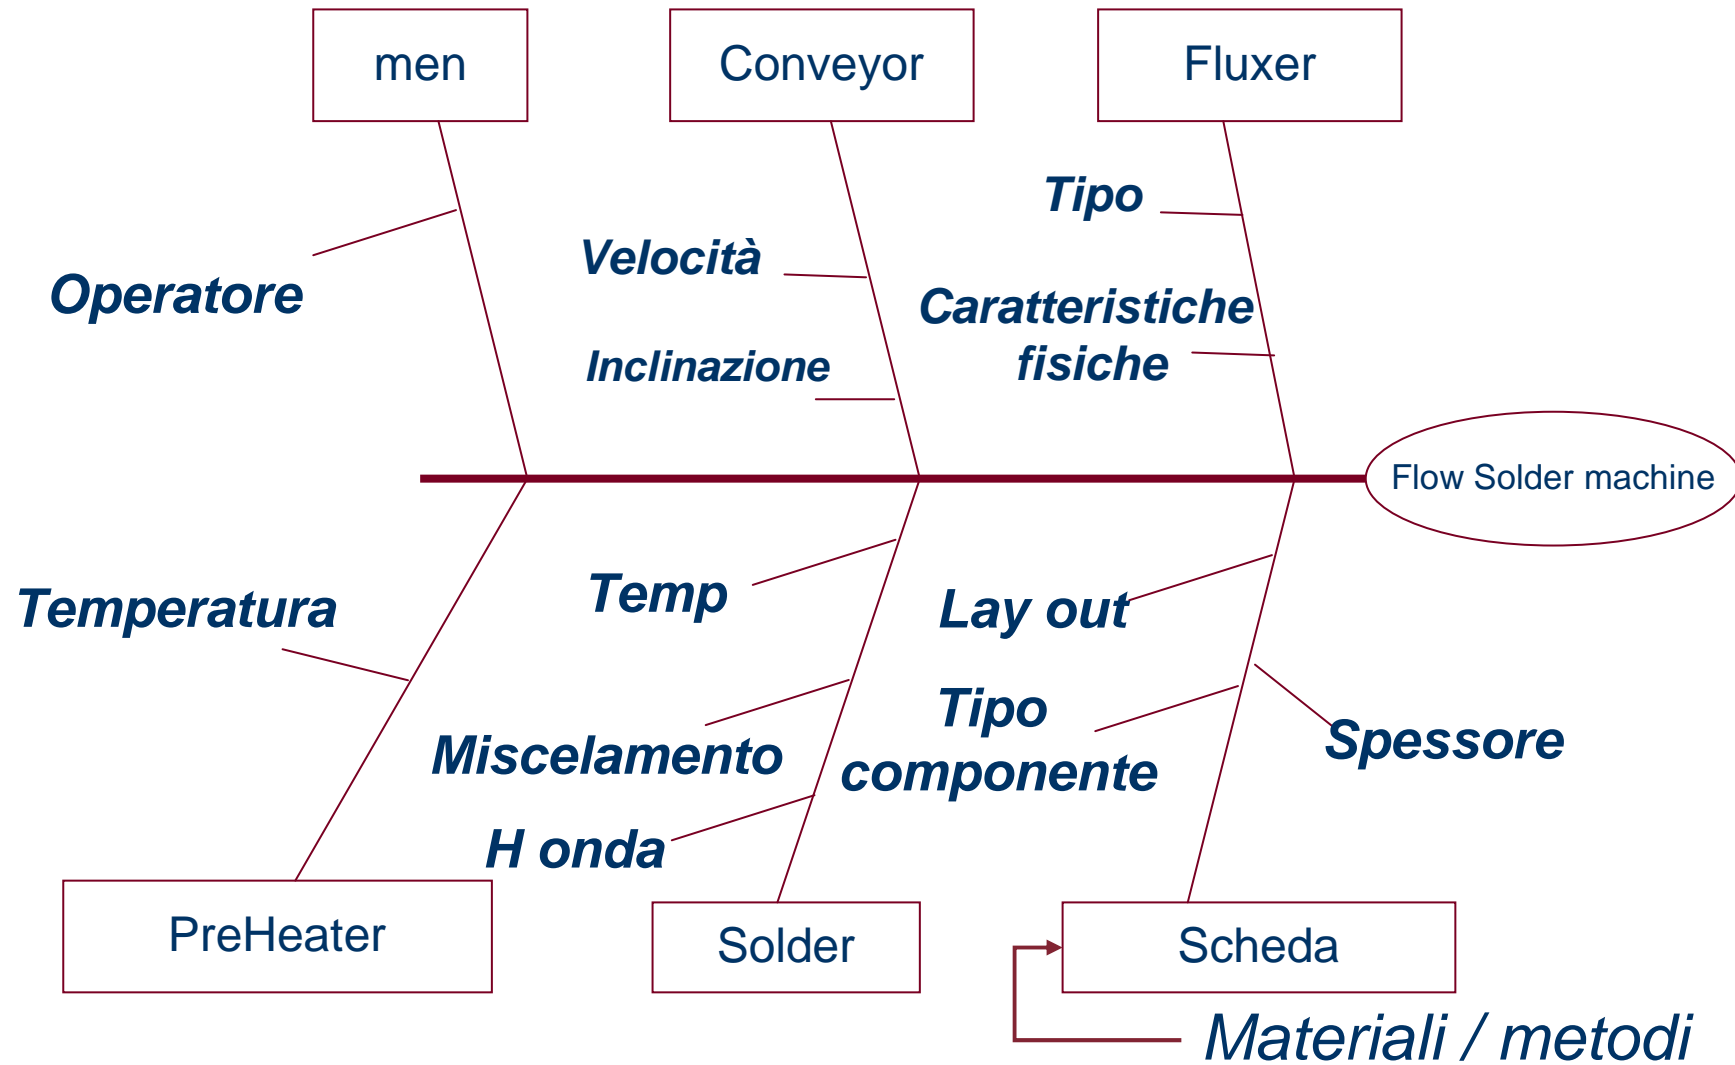 men
Conveyor
Fluxer
Tipo
Velocità
Operatore
Caratteristiche
fisiche
Inclinazione
Flow Solder machine
Temperatura
Temp
Lay out
Tipo
componente
Spessore
Miscelamento
H onda
PreHeater
Solder
Scheda
Materiali / metodi